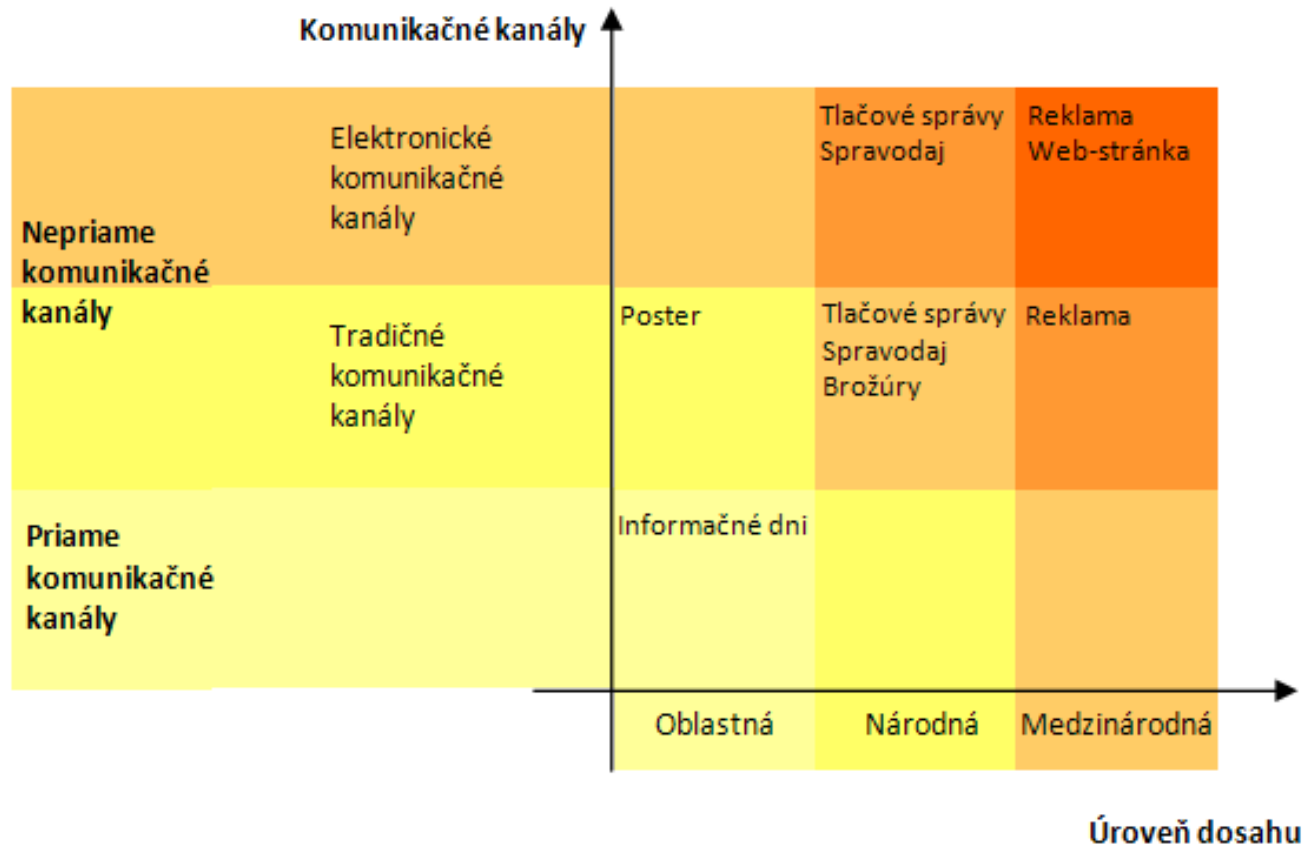 Komunikačné kanály
Nepriame
komunikačné
kanály
Elektronické
komunikačné
kanály
Tlačové správy
Spravodaj
Reklama
Web-stránka
Tradičné
komunikačné
kanály
Poster
Tlačové správy
Spravodaj
Brožúry
Reklama
Priame
komunikačné
kanály
Informačné dni
Oblastná
Národná
Medzinárodná
Úroveň dosahu